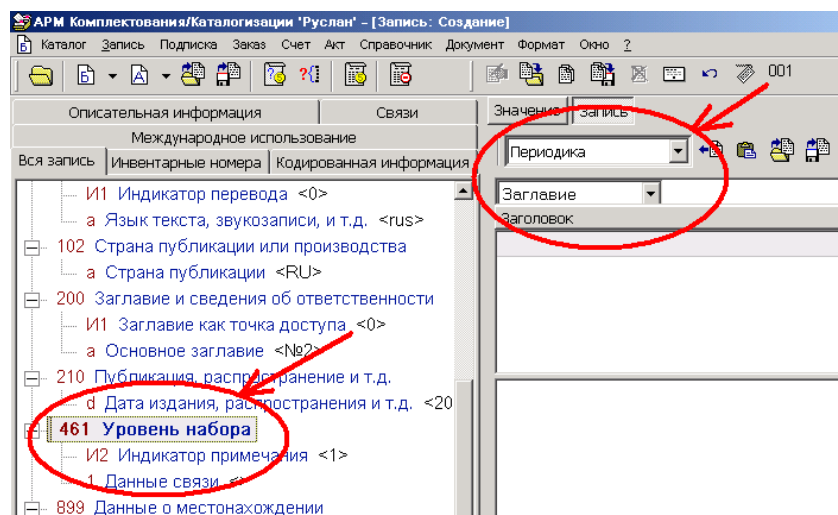 АРМ Комплектования/Каталогизации 'Руслан' - [Запись: Создание]
Б Каталог Запись Подписка Заказ Счет Акт Справочник Документ Формат Окно ?
Б А 001
Описательная информация Связи
Международное использование
Вся запись Инвентарные номера Кодированная информация
И1 Индикатор перевода <0>
а Язык текста, звукозаписи, и т.д. <rus>
102 Страна публикации или производства
а Страна публикации <RU>
200 Заглавие и сведения об ответственности
И1 Заглавие как точка доступа <0>
а Основное заглавие <№2>
210 Публикация, распространение и т.д.
d Дата издания, распространения и т.д. <20
461 Уровень набора
И2 Индикатор примечания <1>
1 Данные связи <>
899 Данные о местонахождении
Значение Запись
Периодика
Заглавие
Заголовок